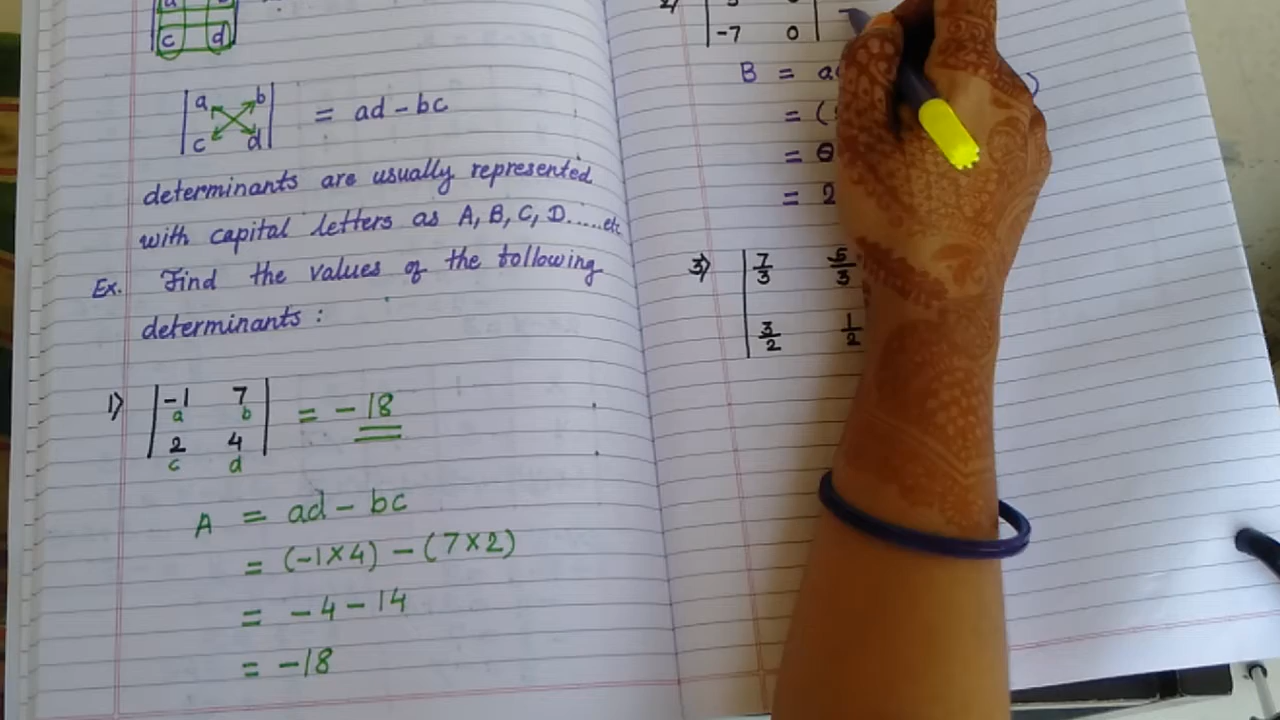 c d
a b = ad - bc
c d
determinants are usually represented
with capital letters as A, B, C, D.....etc
Ex. Find the values of the following
determinants :
1) -1 7 = -18
a b
2 4
c d
A = ad - bc
= (-1×4) - (7×2)
= -4 - 14
= -18
-7 0
B =
= (
=
= 2
3) 7/3 5/3
3/2 1/2